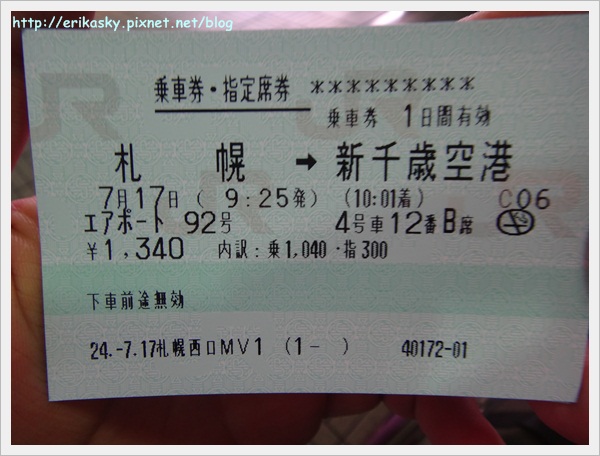 http://erikasky.pixnet.net/blog
JR JR
乗車券・指定席券 *********
乗車券 1日間有効
札幌 → 新千歳空港
7月17日 ( 9:25発) (10:01着) C06
エアポート 92号 4号車12番B席
¥1,340 内訳:乗1,040・指300
下車前途無効
24.-7.17札幌西口MV1 (1- ) 40172-01